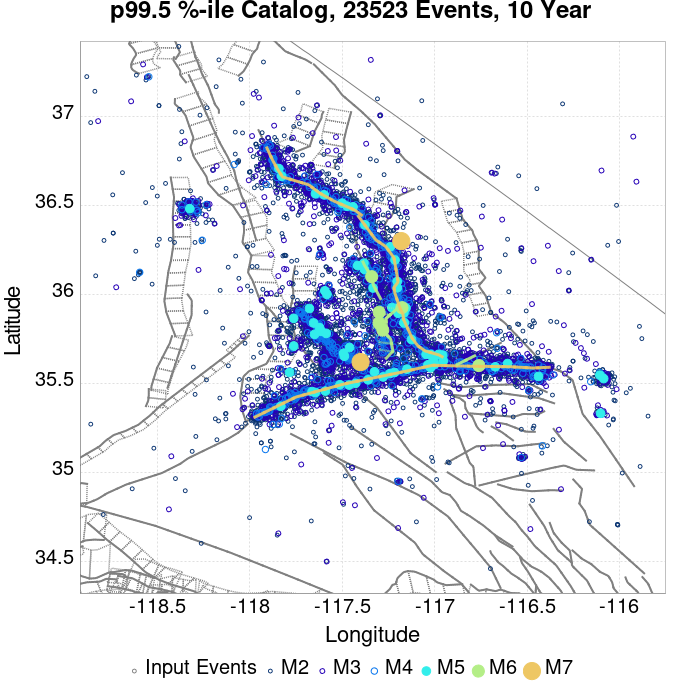 p99.5 %-ile Catalog, 23523 Events, 10 Year
37
36.5
36
35.5
35
34.5
Latitude
-118.5 -118 -117.5 -117 -116.5 -116
Longitude
Input Events M2 M3 M4 M5 M6 M7